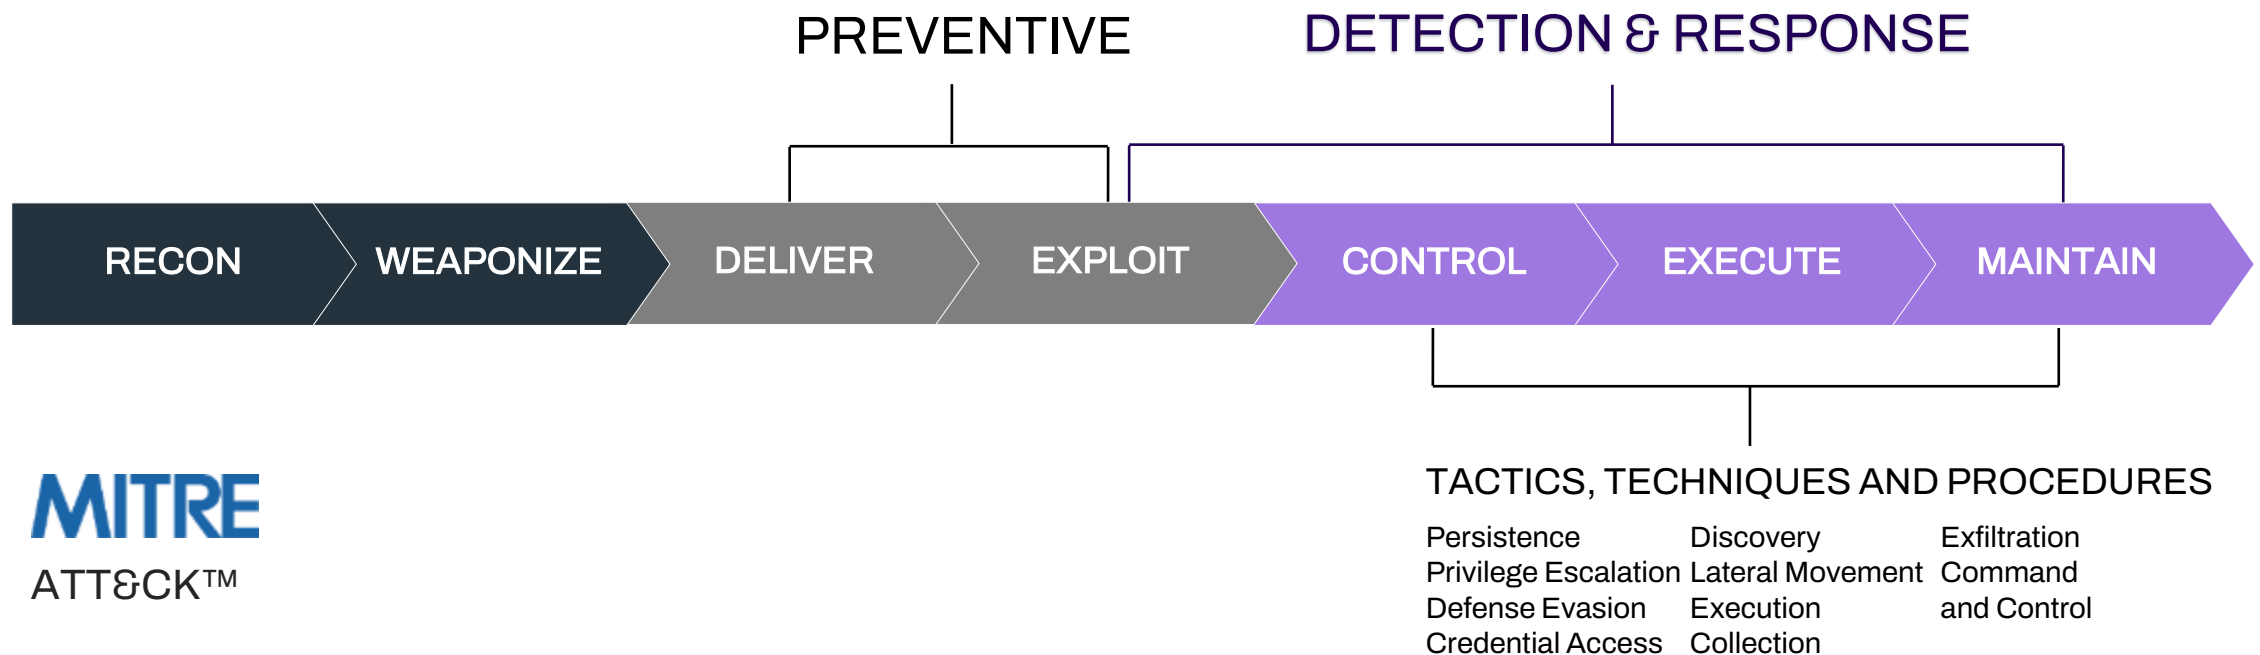 PREVENTIVE
DETECTION & RESPONSE
RECON
WEAPONIZE
DELIVER
EXPLOIT
CONTROL
EXECUTE
MAINTAIN
MITRE
ATT&CK™
TACTICS, TECHNIQUES AND PROCEDURES
Persistence
Privilege Escalation
Defense Evasion
Credential Access
Discovery
Lateral Movement
Execution
Collection
Exfiltration
Command
and Control